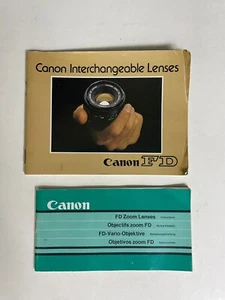 Canon Interchangeable Lenses
Canon FD
Canon
FD Zoom Lenses
Objectifs zoom FD
FD-Vario-Objektive
Objetivos zoom FD